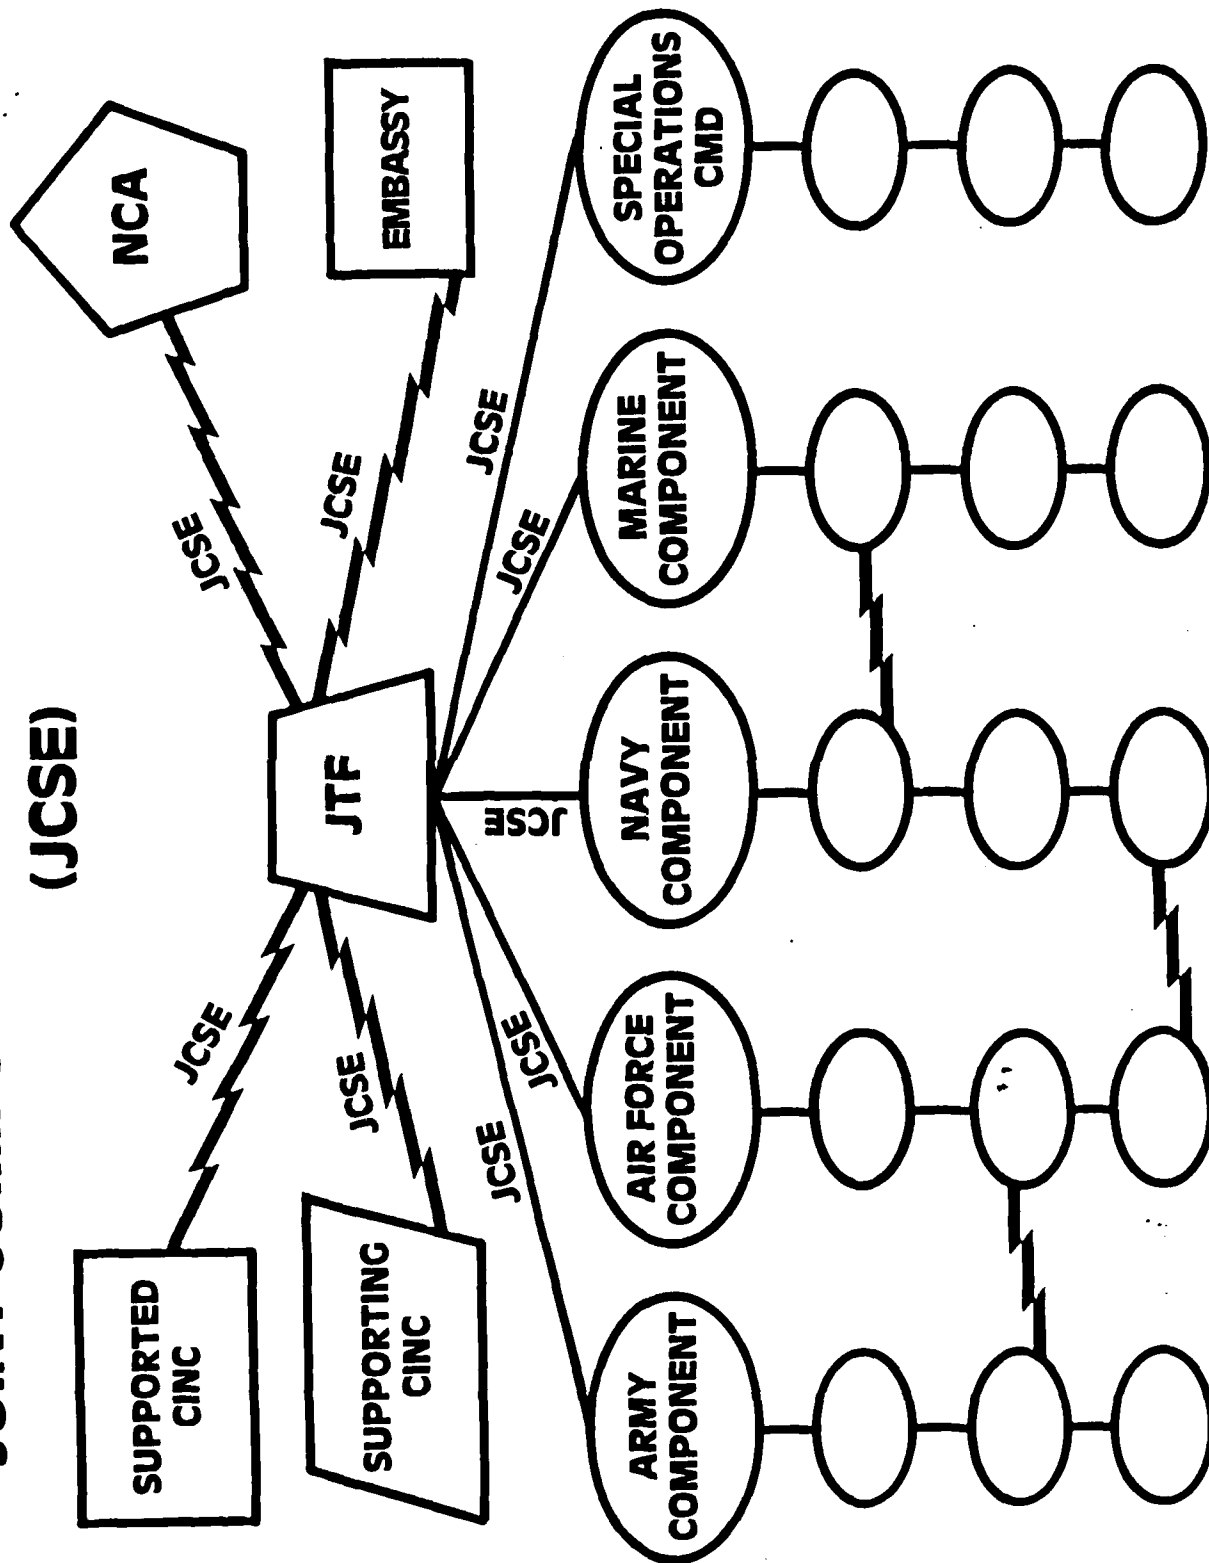 (JCSE)
SUPPORTED
CINC
NCA
JCSE
JCSE
SUPPORTING
CINC
JTF
EMBASSY
JCSE
JCSE
JCSE
JCSE
JCSE
JCSE
JCSE
ARMY
COMPONENT
AIR FORCE
COMPONENT
NAVY
COMPONENT
MARINE
COMPONENT
SPECIAL
OPERATIONS
CMD